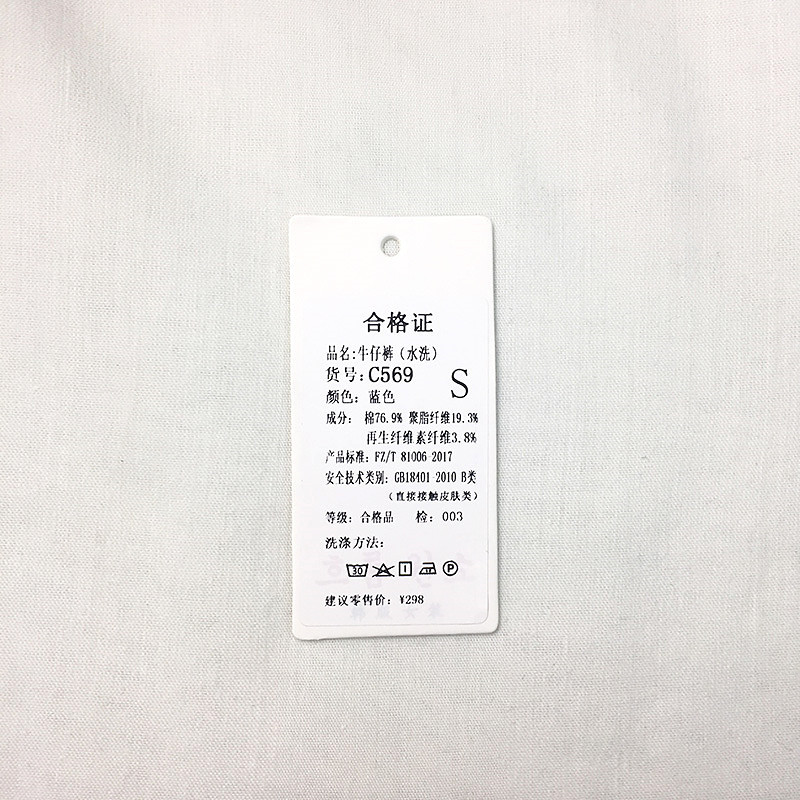 合格证
品名:牛仔裤（水洗）
货号:C569
S
颜色：蓝色
成分： 棉76.9% 聚脂纤维19.3%
再生纤维素纤维3.8%
产品标准：FZ/T 81006-2017
安全技术类别：GB18401-2010 B类
（直接接触皮肤类）
等级：合格品 检：003
洗涤方法：
30 P
建议零售价：¥298